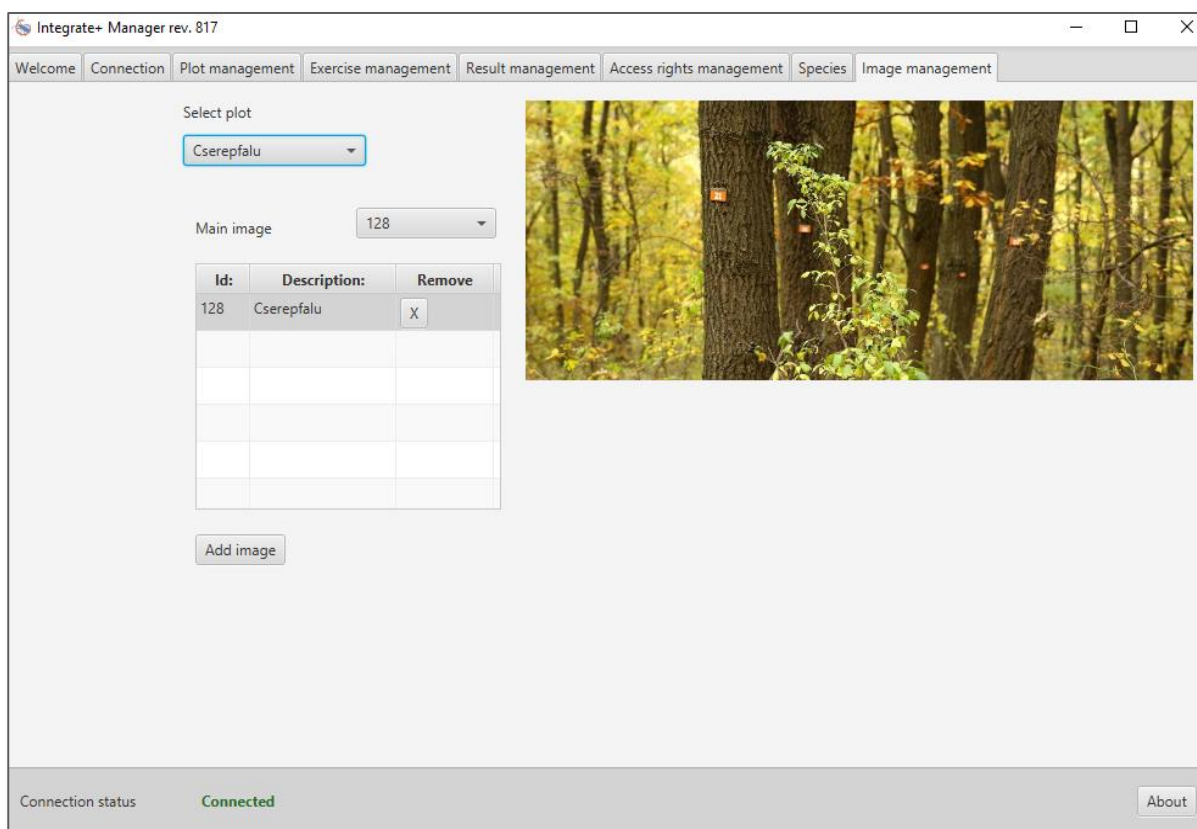 Integrate+ Manager rev. 817
Welcome Connection Plot management Exercise management Result management Access rights management Species Image management
Select plot
Cserepfalu
Main image 128
Id: Description: Remove
128 Cserepfalu X
Add image
Connection status Connected About